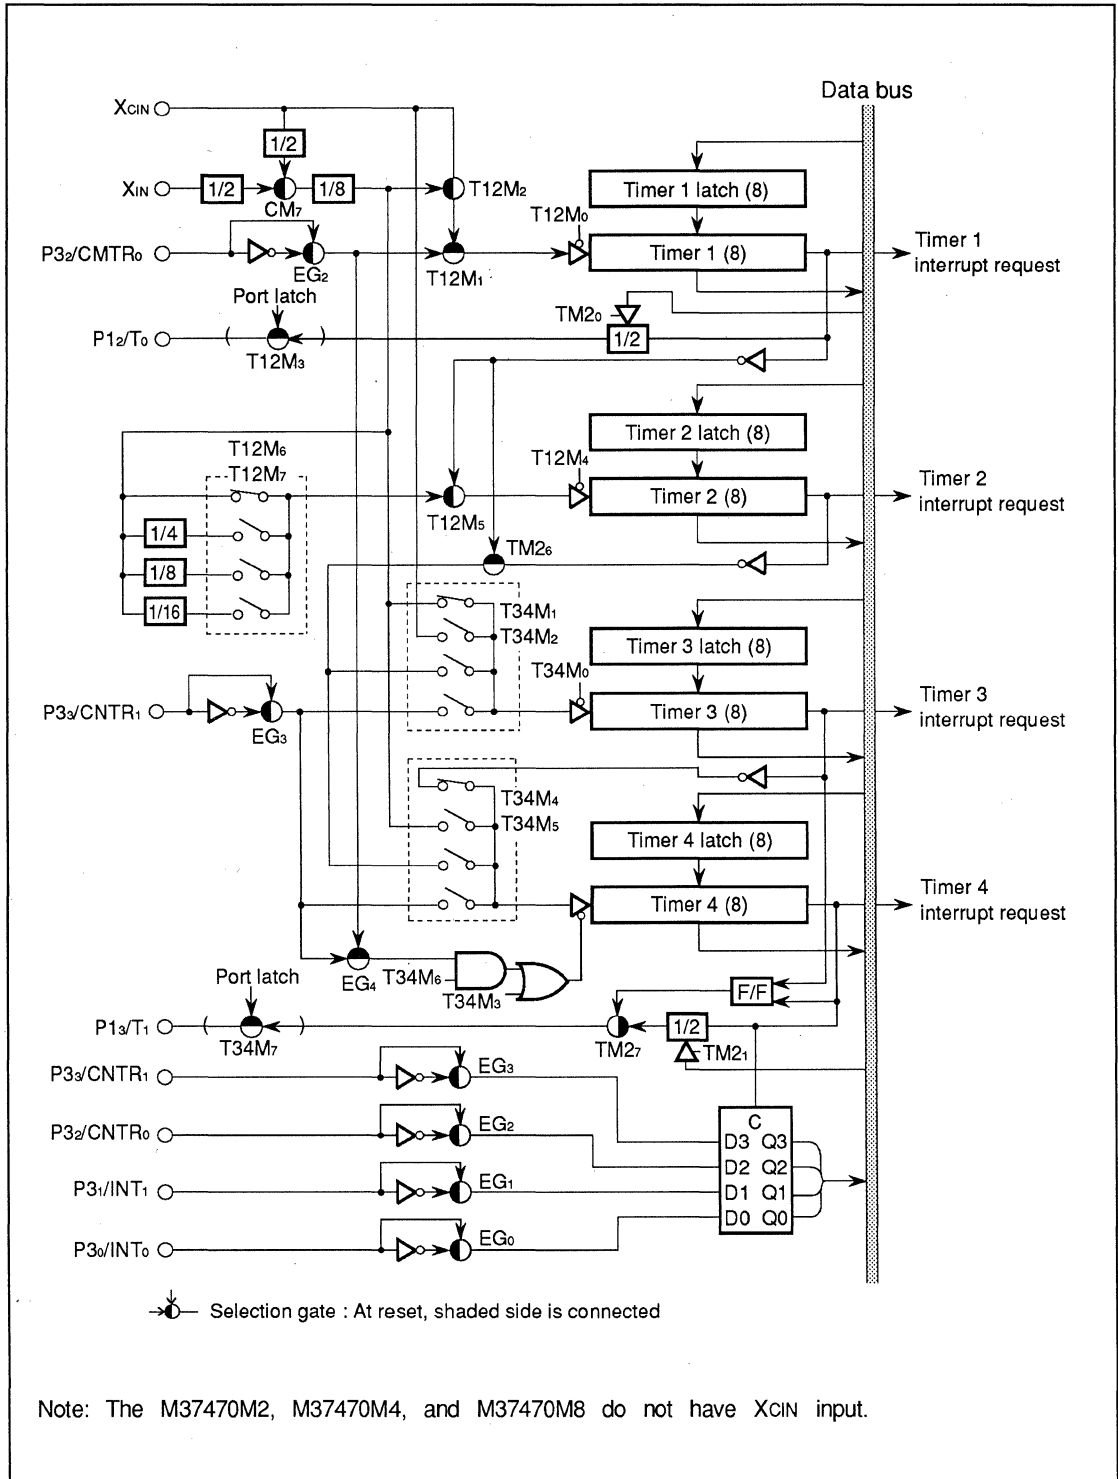 Data bus
XCIN
1/2
XIN
1/2
CM7
1/8
T12M2
Timer 1 latch (8)
T12M0
P32/CMTR0
EG2
T12M1
Timer 1 (8)
Timer 1
interrupt request
Port latch
TM20
P12/T0
( )
1/2
T12M3
Timer 2 latch (8)
T12M6
T12M7
T12M4
T12M5
Timer 2 (8)
Timer 2
interrupt request
1/4
1/8
1/16
TM26
T34M1
T34M2
Timer 3 latch (8)
T34M0
P33/CNTR1
EG3
Timer 3 (8)
Timer 3
interrupt request
T34M4
T34M5
Timer 4 latch (8)
Timer 4 (8)
Timer 4
interrupt request
EG4
T34M6
T34M3
Port latch
F/F
P13/T1
( )
T34M7
TM27
1/2
TM21
P33/CNTR1
EG3
P32/CNTR0
EG2
P31/INT1
EG1
P30/INT0
EG0
C
D3 Q3
D2 Q2
D1 Q1
D0 Q0
Selection gate : At reset, shaded side is connected
Note: The M37470M2, M37470M4, and M37470M8 do not have XCIN input.